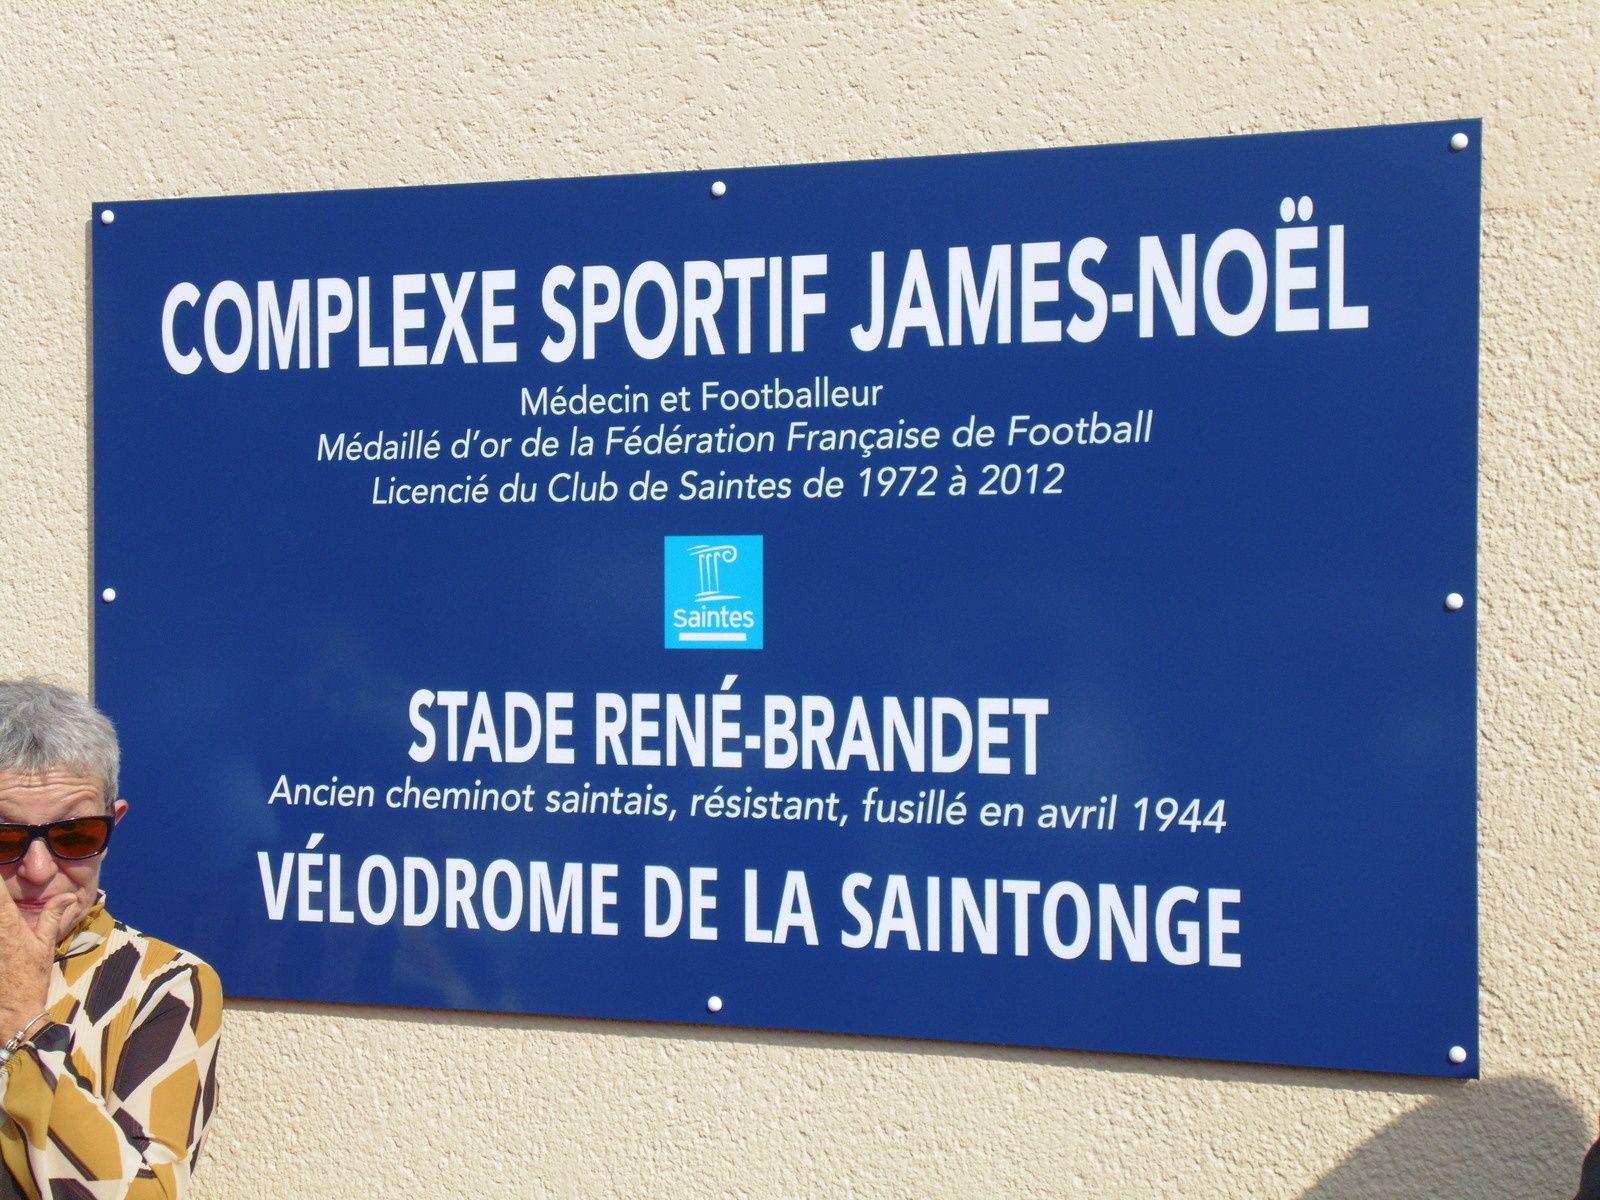 COMPLEXE SPORTIF JAMES-NOËL
Médecin et Footballeur
Médaillé d'or de la Fédération Française de Football
Licencié du Club de Saintes de 1972 à 2012
saintes
STADE RENÉ-BRANDET
Ancien cheminot saintais, résistant, fusillé en avril 1944
VÉLODROME DE LA SAINTONGE